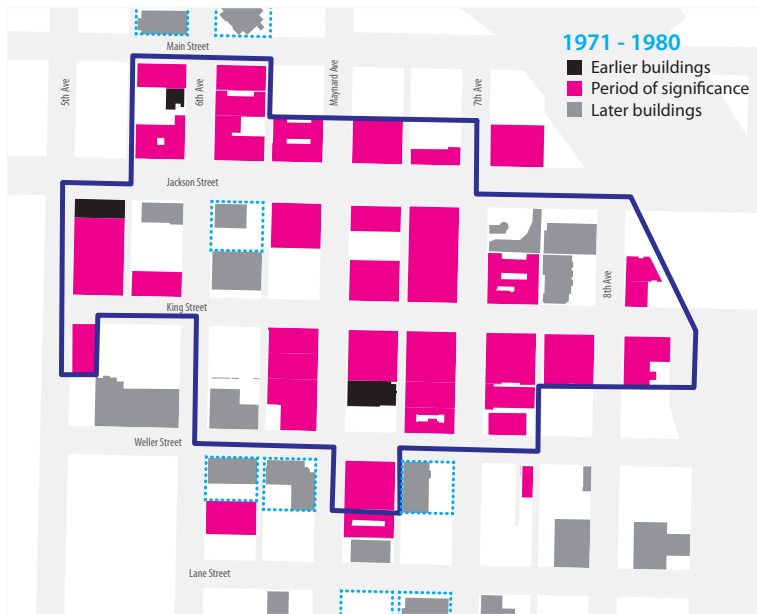 Main Street
1971 - 1980
Earlier buildings
Period of significance
Later buildings
5th Ave
6th Ave
Maynard Ave
7th Ave
Jackson Street
8th Ave
King Street
Weller Street
Lane Street